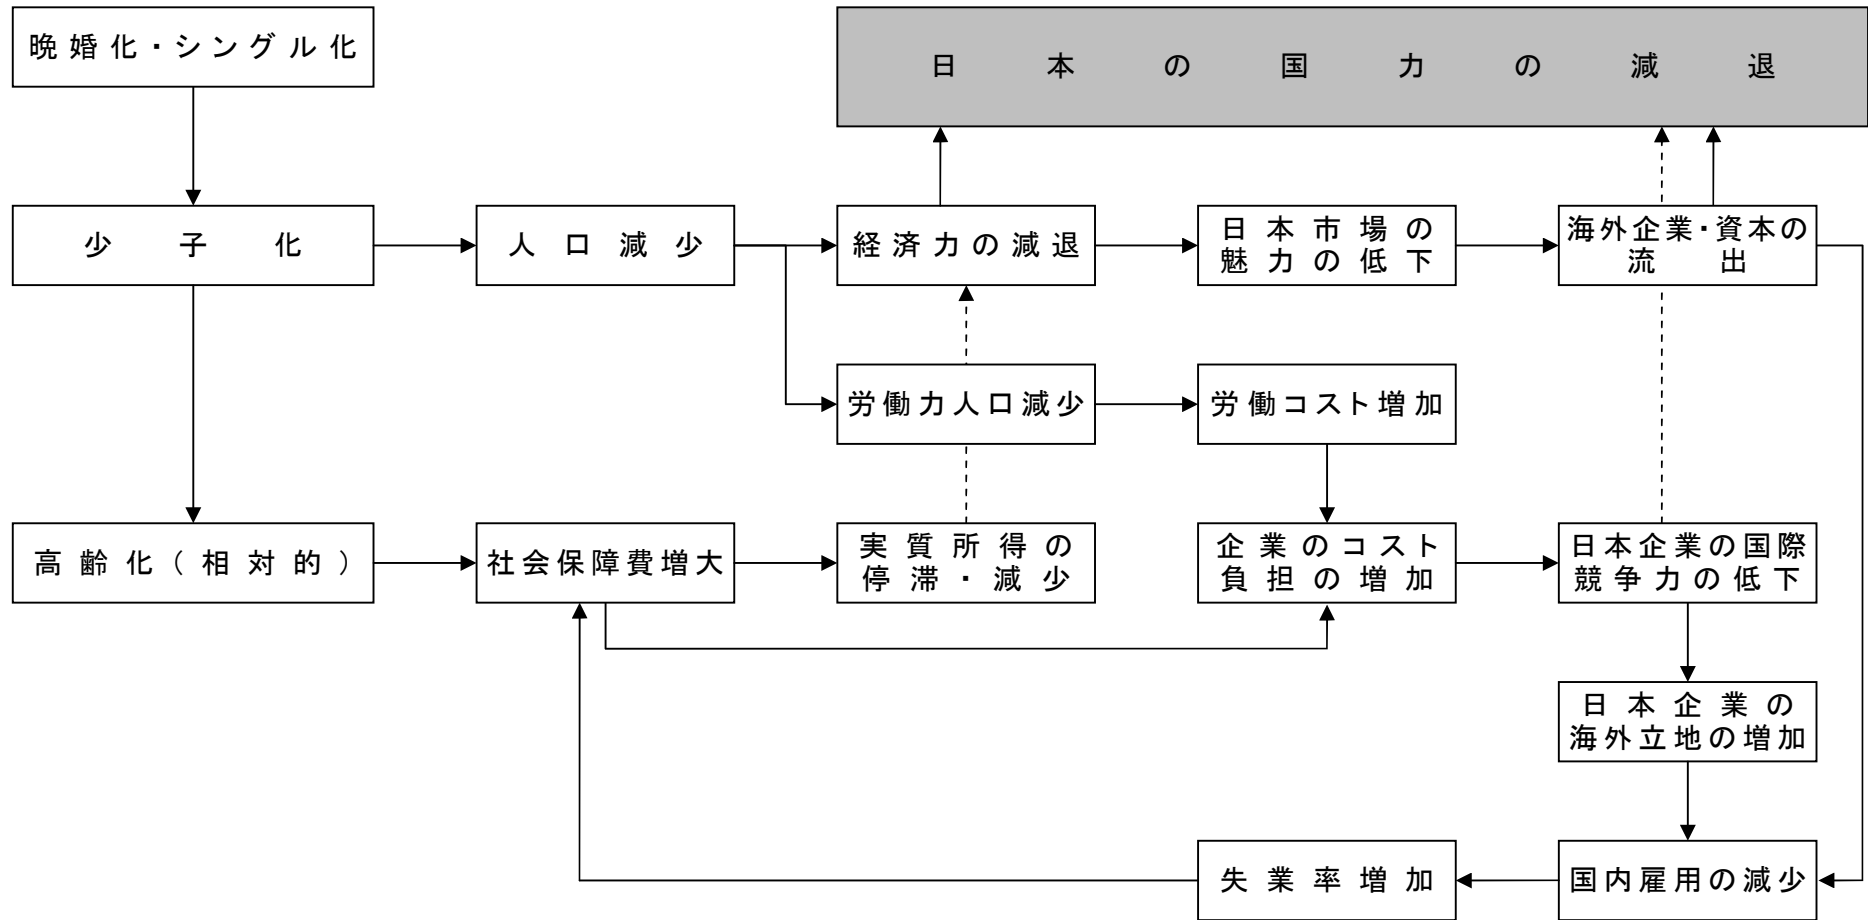 晩婚化・シングル化
日本の国力の減退
少子化
人口減少
経済力の減退
日本市場の
魅力の低下
海外企業・資本の
流出
労働力人口減少
労働コスト増加
高齢化(相対的)
社会保障費増大
実質所得の
停滞・減少
企業のコスト
負担の増加
日本企業の国際
競争力の低下
日本企業の
海外立地の増加
失業率増加
国内雇用の減少